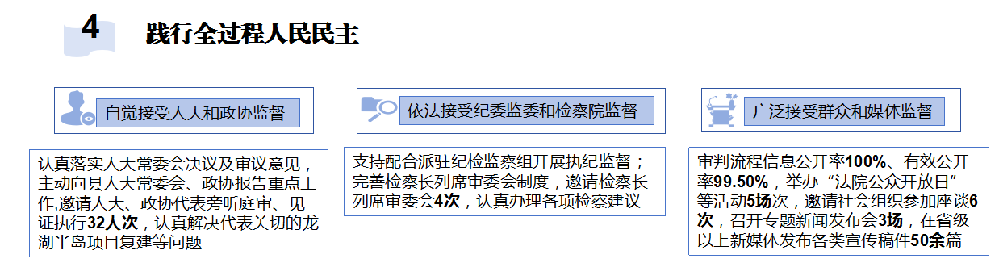 4
践行全过程人民民主
自觉接受人大和政协监督
认真落实人大常委会决议及审议意见，
主动向县人大常委会、政协报告重点工
作,邀请人大、政协代表旁听庭审、见
证执行32人次，认真解决代表关切的龙
湖半岛项目复建等问题
依法接受纪委监委和检察院监督
支持配合派驻纪检监察组开展执纪监督；
完善检察长列席审委会制度，邀请检察长
列席审委会4次，认真办理各项检察建议
广泛接受群众和媒体监督
审判流程信息公开率100%、有效公开
率99.50%，举办“法院公众开放日”
等活动5场次，邀请社会组织参加座谈6
次，召开专题新闻发布会3场，在省级
以上新媒体发布各类宣传稿件50余篇